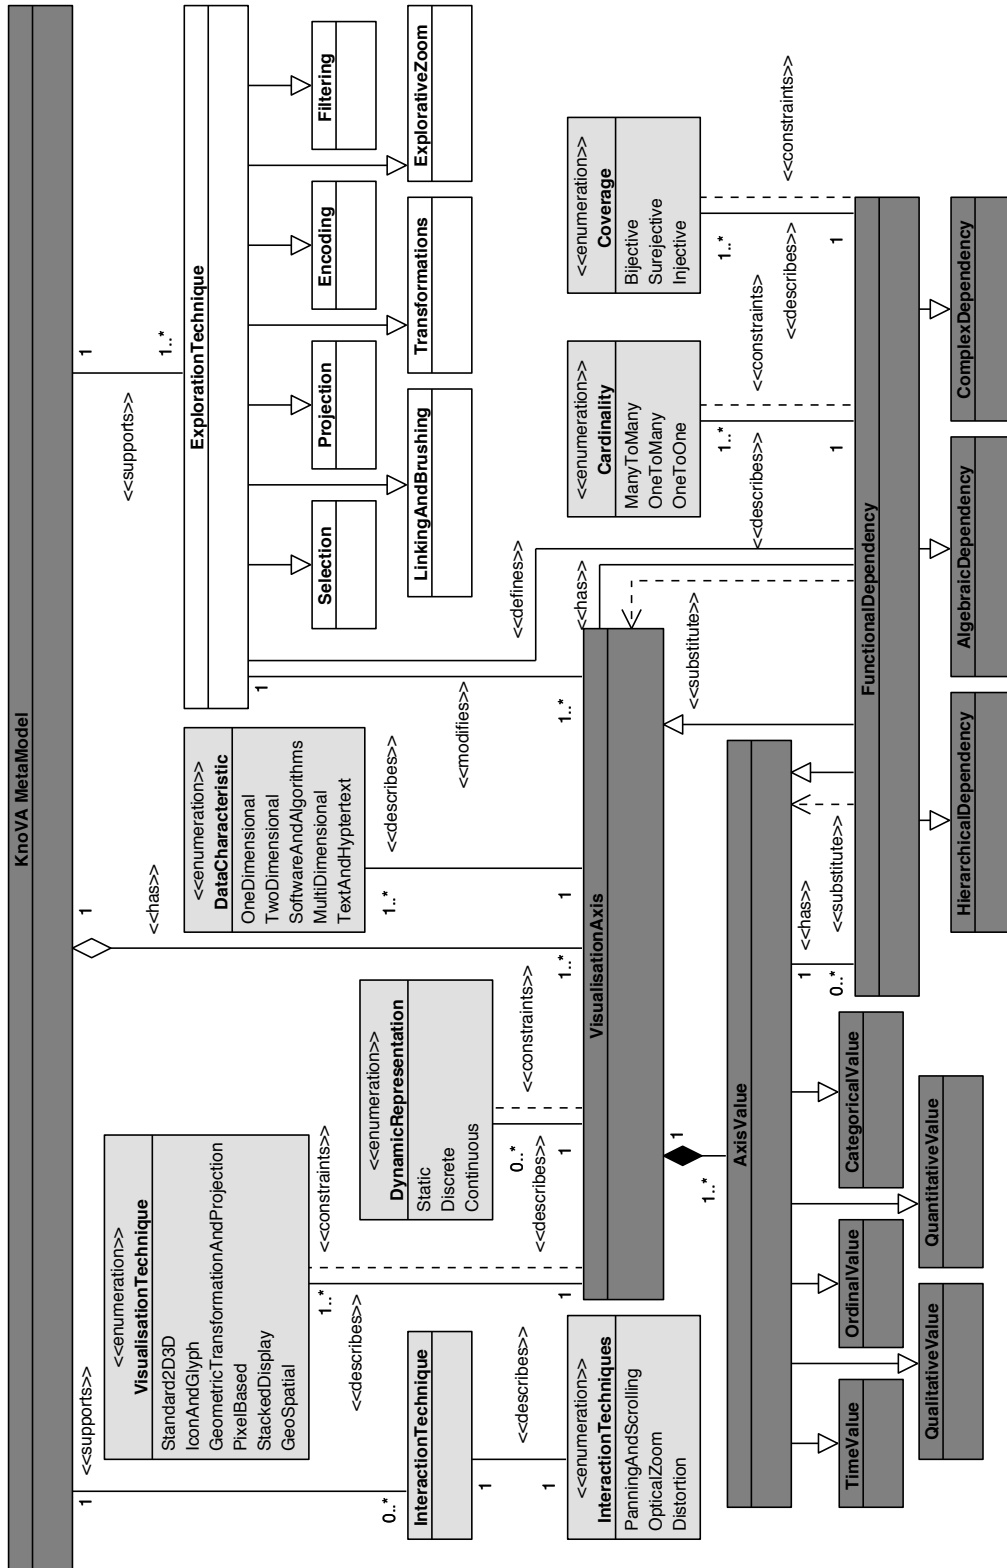 KnoVA MetaModel
<<supports>>
1
0..*
InteractionTechnique
1
<<describes>>
1
<<enumeration>>
InteractionTechniques
PanningAndScrolling
OpticalZoom
Distortion
<<enumeration>>
VisualisationTechnique
Standard2D3D
IconAndGlyph
GeometricTransformationAndProjection
PixelBased
StackedDisplay
GeoSpatial
1..*
<<describes>>
<<constraints>>
1
<<enumeration>>
DynamicRepresentation
Static
Discrete
Continuous
0..*
<<describes>>
<<constraints>>
1
1
<<has>>
1..*
<<enumeration>>
DataCharacteristic
OneDimensional
TwoDimensional
SoftwareAndAlgorithms
MultiDimensional
TextAndHyptertext
1..*
<<describes>>
1
<<supports>>
1
1..*
ExplorationTechnique
Selection
Projection
Encoding
Filtering
LinkingAndBrushing
Transformations
ExplorativeZoom
1
<<modifies>>
1..*
<<defines>>
<<has>>
VisualisationAxis
<<substitute>>
<<describes>>
<<enumeration>>
Cardinality
ManyToMany
OneToMany
OneToOne
1..*
<<constraints>
1
<<enumeration>>
Coverage
Bijective
Surejective
Injective
1..*
<<describes>>
<<constraints>>
1
1
1..*
AxisValue
1
<<has>>
0..*
<<substitute>>
TimeValue
OrdinalValue
CategoricalValue
QualitativeValue
QuantitativeValue
FunctionalDependency
HierarchicalDependency
AlgebraicDependency
ComplexDependency